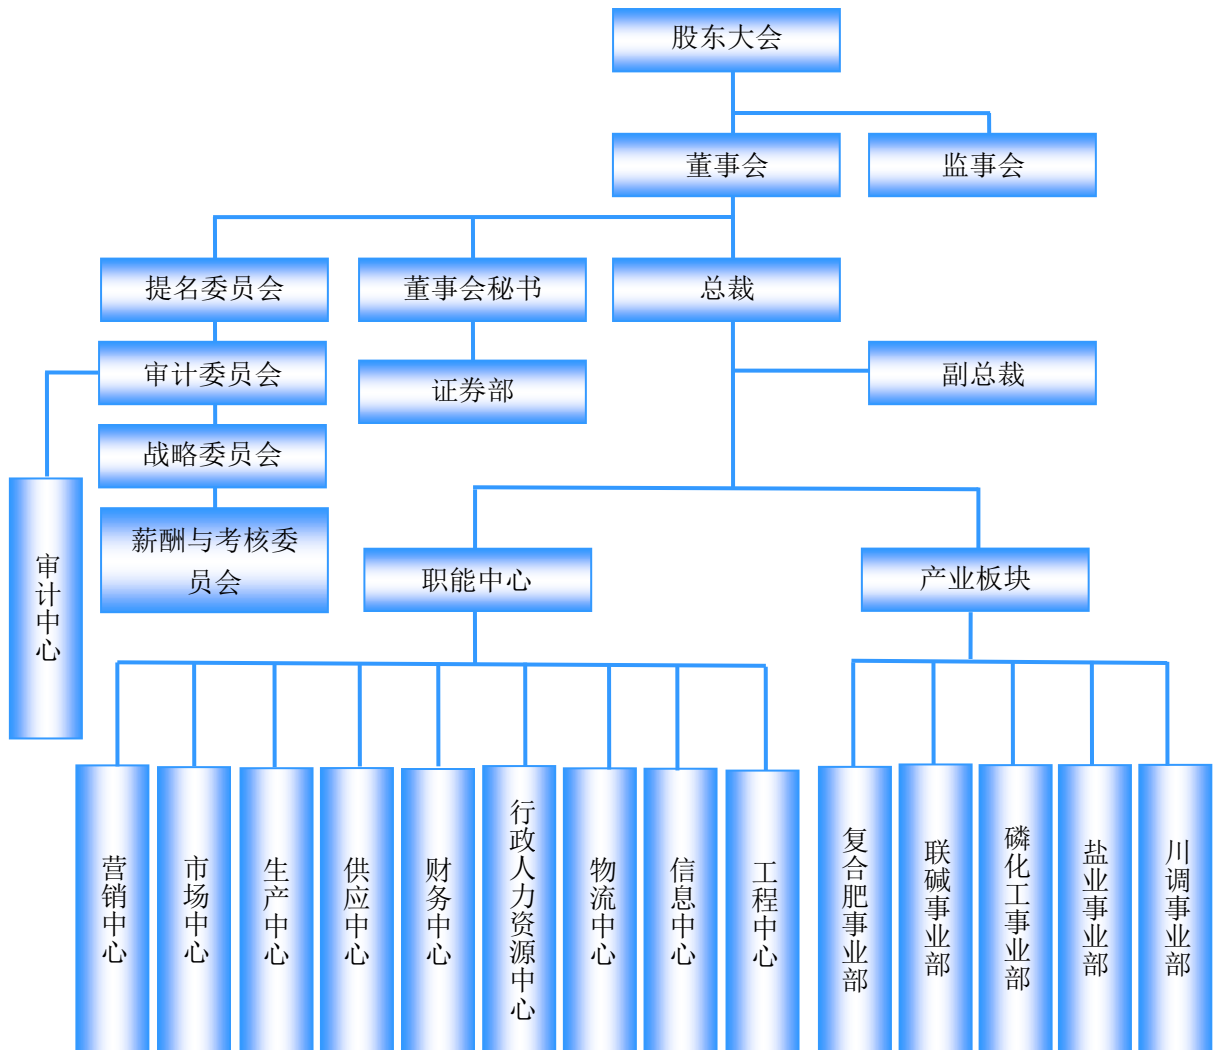 股东大会
董事会
监事会
提名委员会
董事会秘书
总裁
审计委员会
证券部
副总裁
战略委员会
薪酬与考核委
员会
审计中心
职能中心
产业板块
营销中心
市场中心
生产中心
供应中心
财务中心
行政人力资源中心
物流中心
信息中心
工程中心
复合肥事业部
联碱事业部
磷化工事业部
盐业事业部
川调事业部